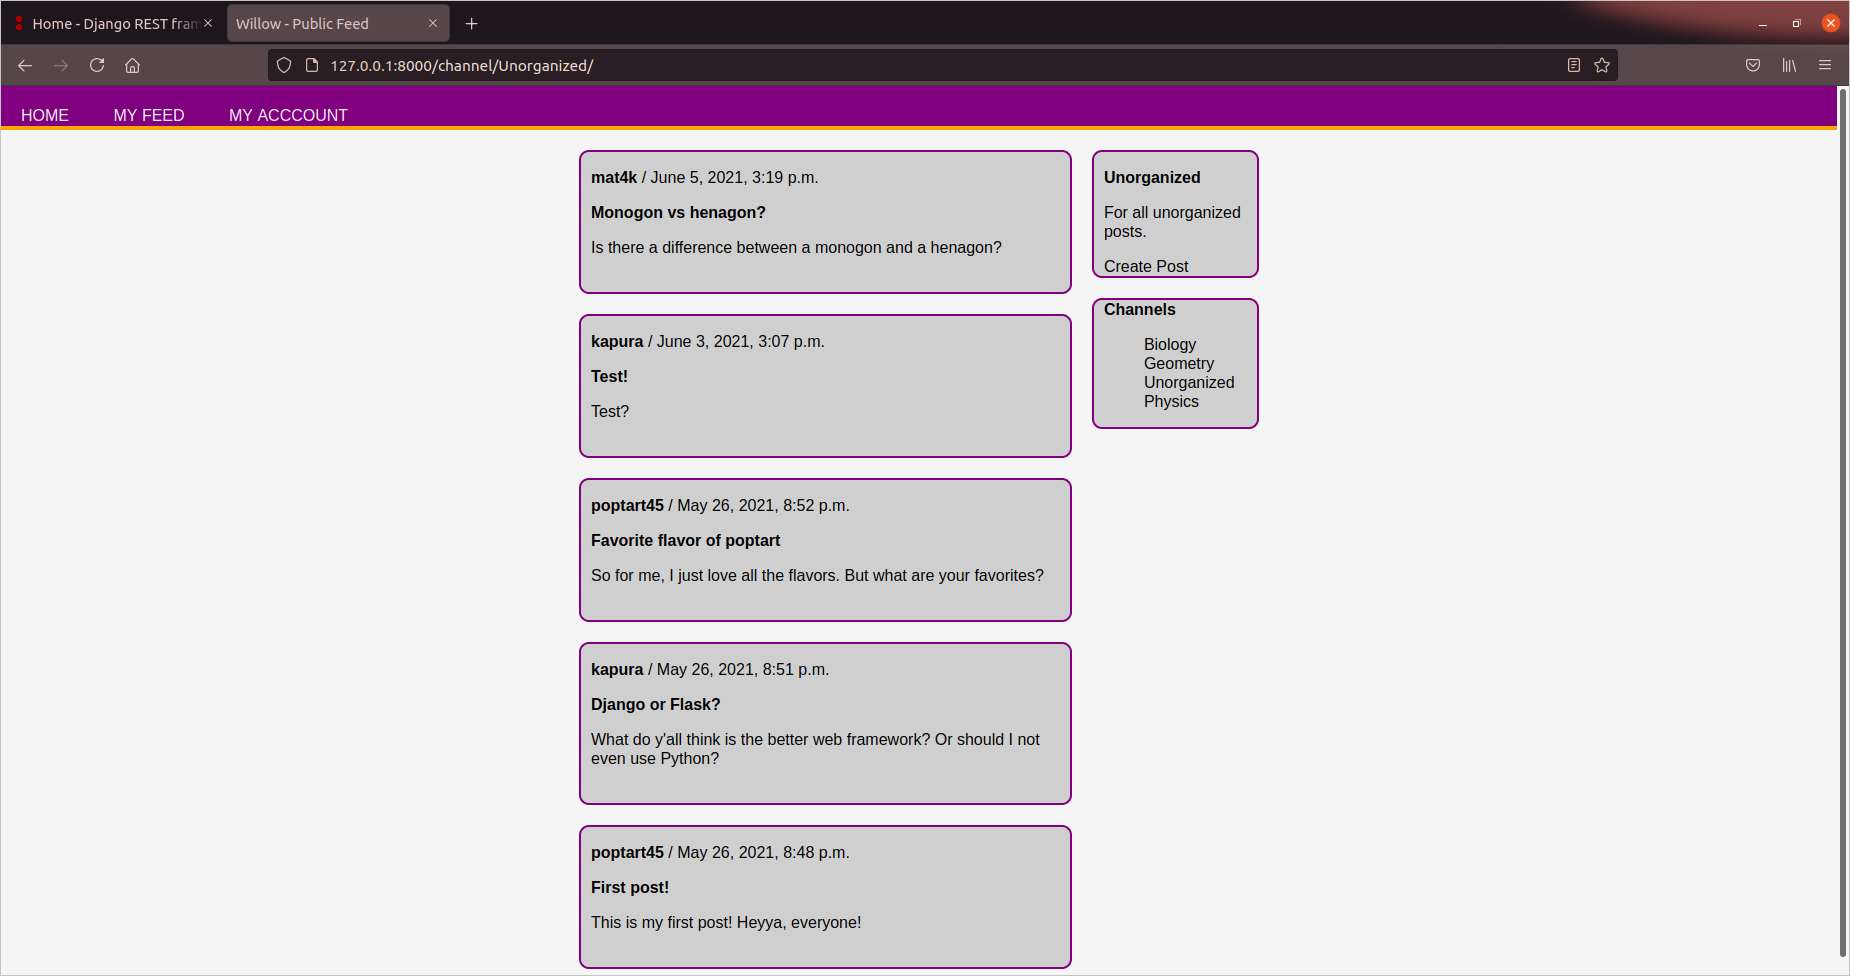 Home - Django REST fram
Willow - Public Feed
127.0.0.1:8000/channel/Unorganized/
HOME MY FEED MY ACCCOUNT
mat4k / June 5, 2021, 3:19 p.m.
Monogon vs henagon?
Is there a difference between a monogon and a henagon?
kapura / June 3, 2021, 3:07 p.m.
Test!
Test?
poptart45 / May 26, 2021, 8:52 p.m.
Favorite flavor of poptart
So for me, I just love all the flavors. But what are your favorites?
kapura / May 26, 2021, 8:51 p.m.
Django or Flask?
What do y'all think is the better web framework? Or should I not
even use Python?
poptart45 / May 26, 2021, 8:48 p.m.
First post!
This is my first post! Heyya, everyone!
Unorganized
For all unorganized
posts.
Create Post
Channels
Biology
Geometry
Unorganized
Physics